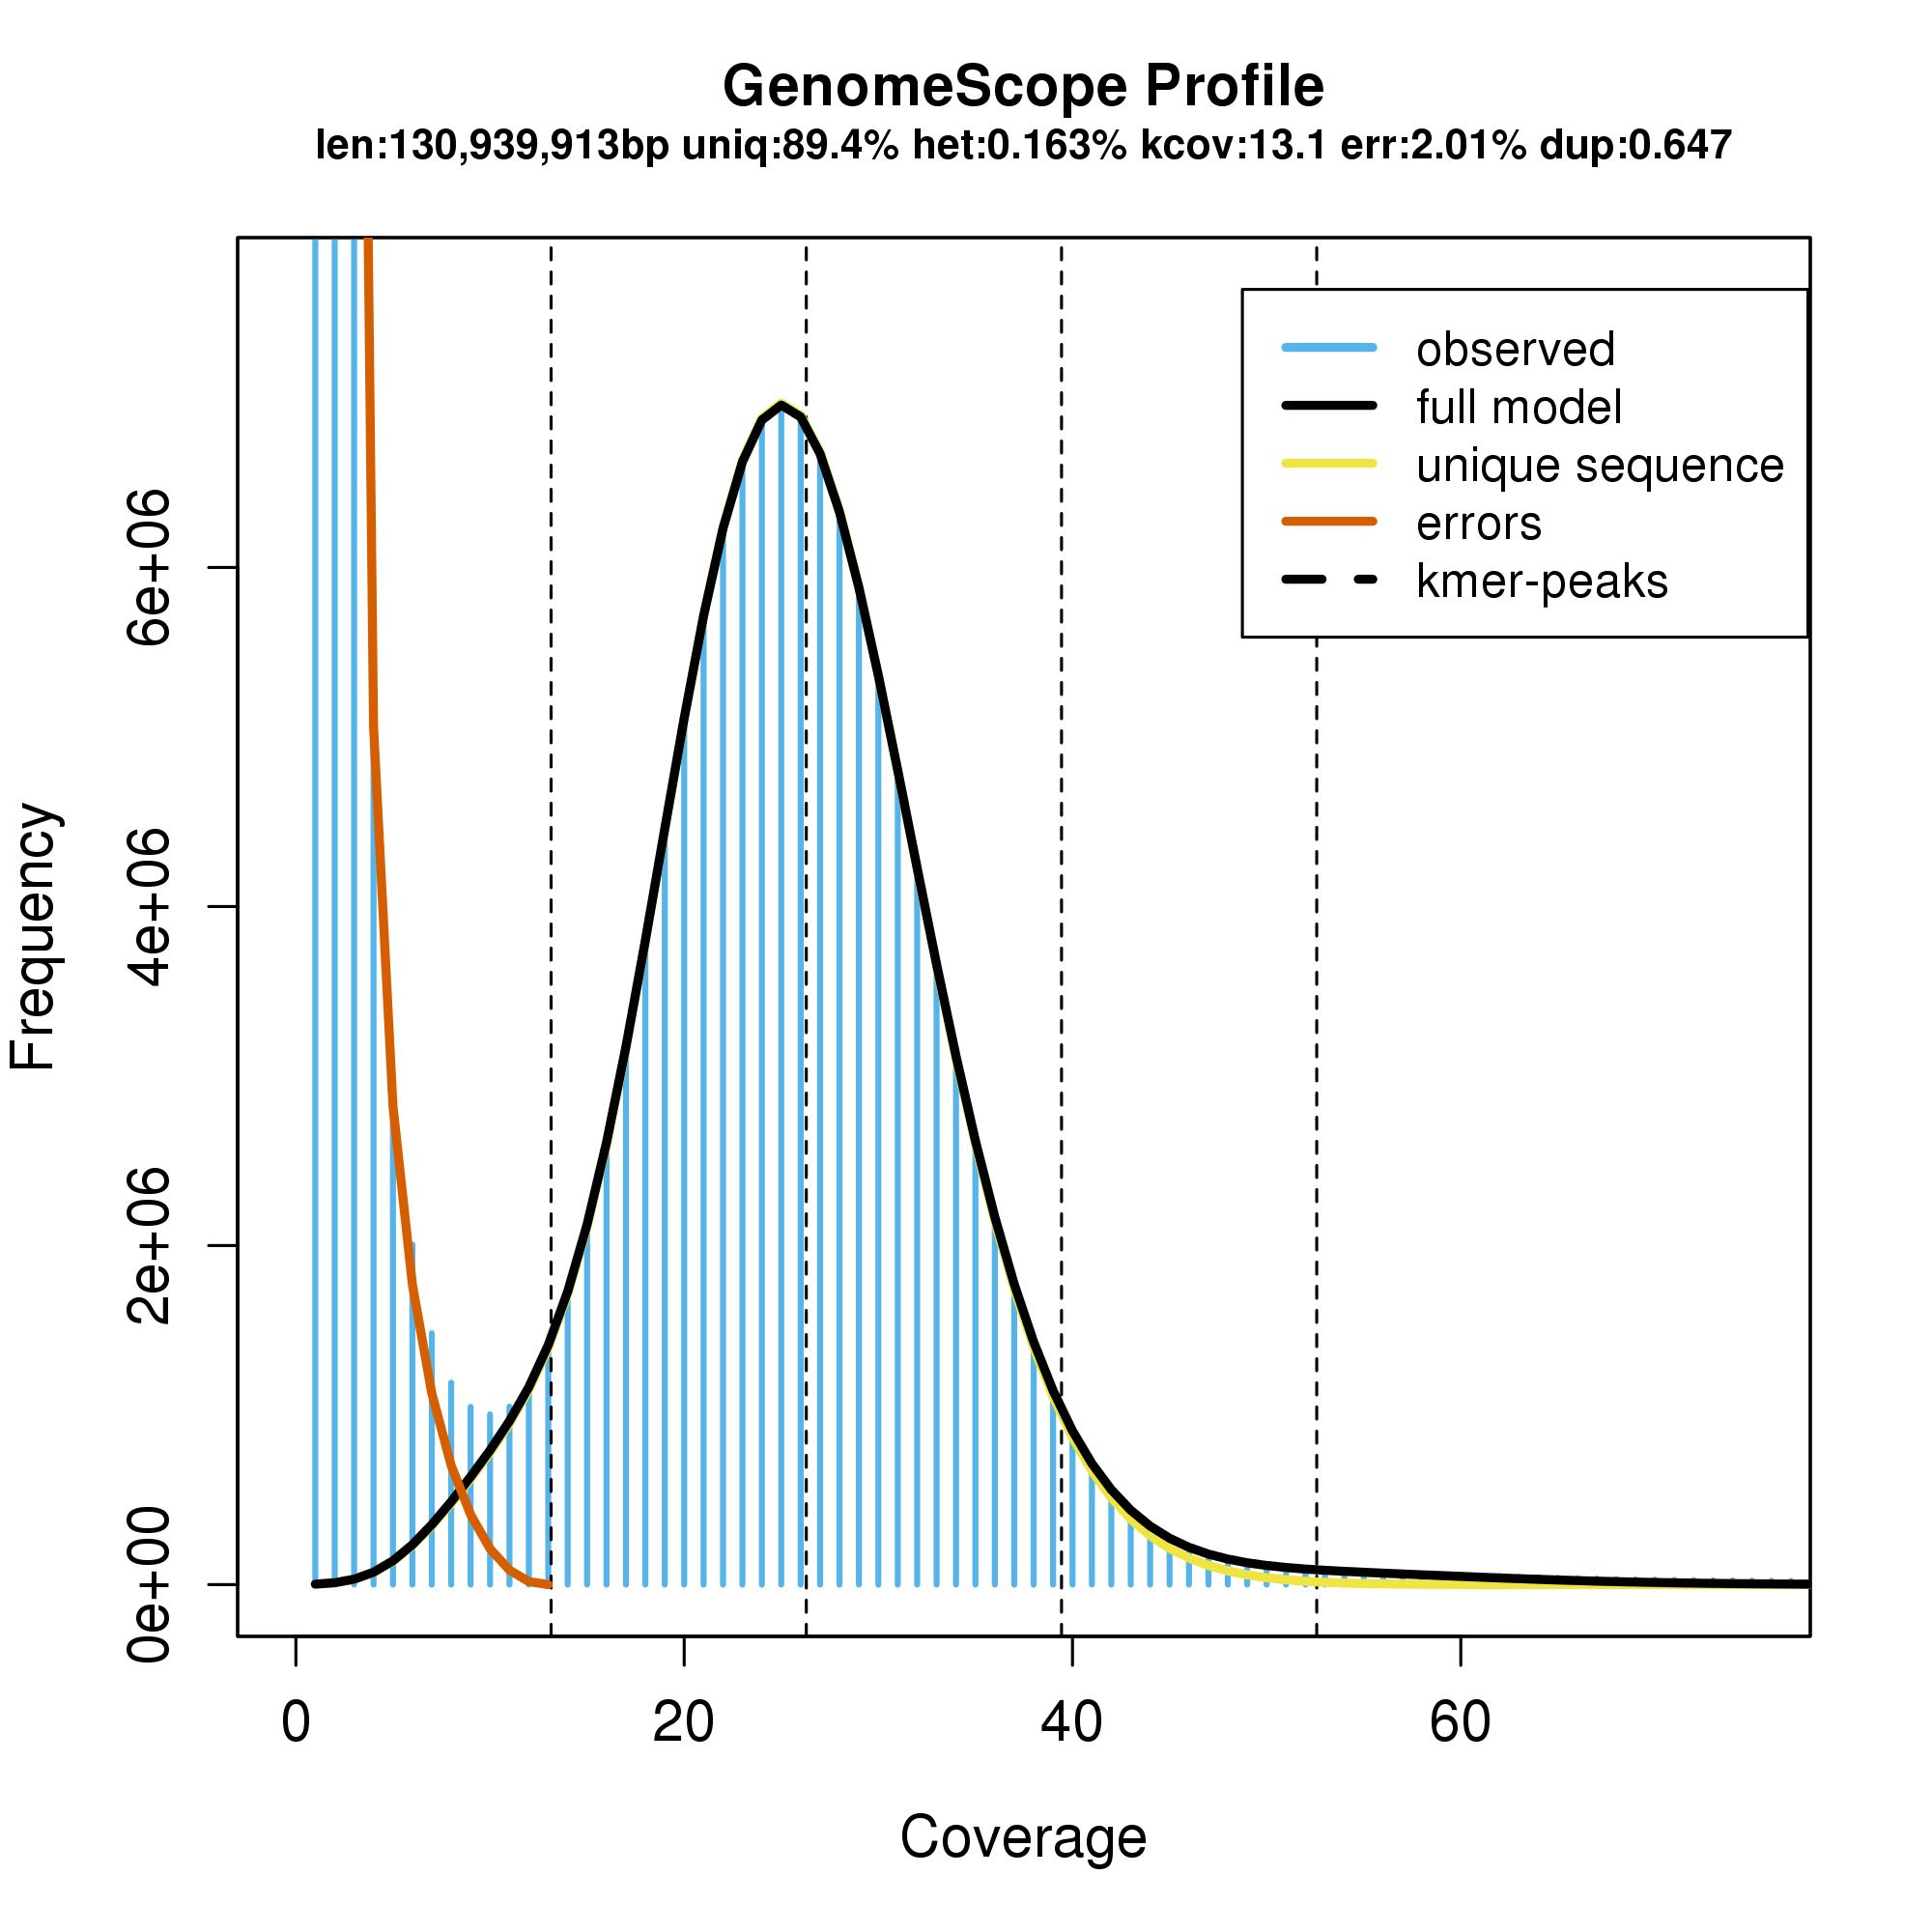 GenomeScope Profile
len:130,939,913bp uniq:89.4% het:0.163% kcov:13.1 err:2.01% dup:0.647
observed
full model
unique sequence
errors
kmer-peaks
Frequency
6e+06
4e+06
2e+06
0e+00
0
20
40
60
Coverage